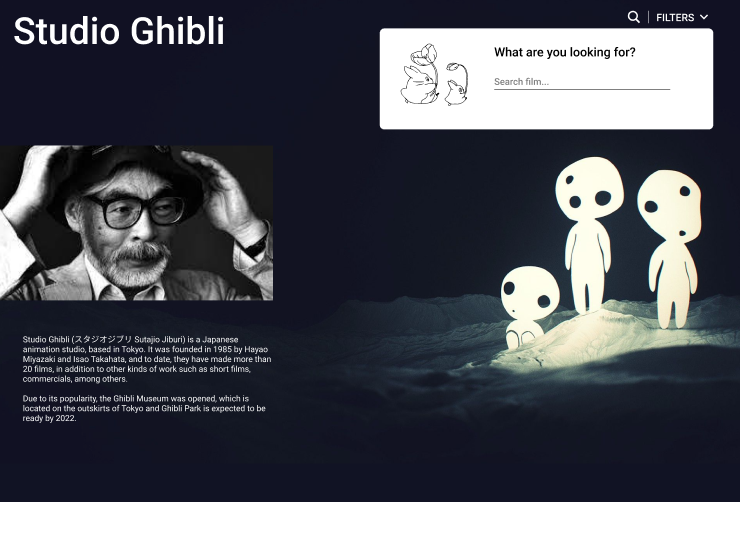 Studio Ghibli
FILTERS
What are you looking for?
Search film...
Studio Ghibli (スタジオジブリ Sutajio Jiburi) is a Japanese
animation studio, based in Tokyo. It was founded in 1985 by Hayao
Miyazaki and Isao Takahata, and to date, they have made more than
20 films, in addition to other kinds of work such as short films,
commercials, among others.
Due to its popularity, the Ghibli Museum was opened, which is
located on the outskirts of Tokyo and Ghibli Park is expected to be
ready by 2022.